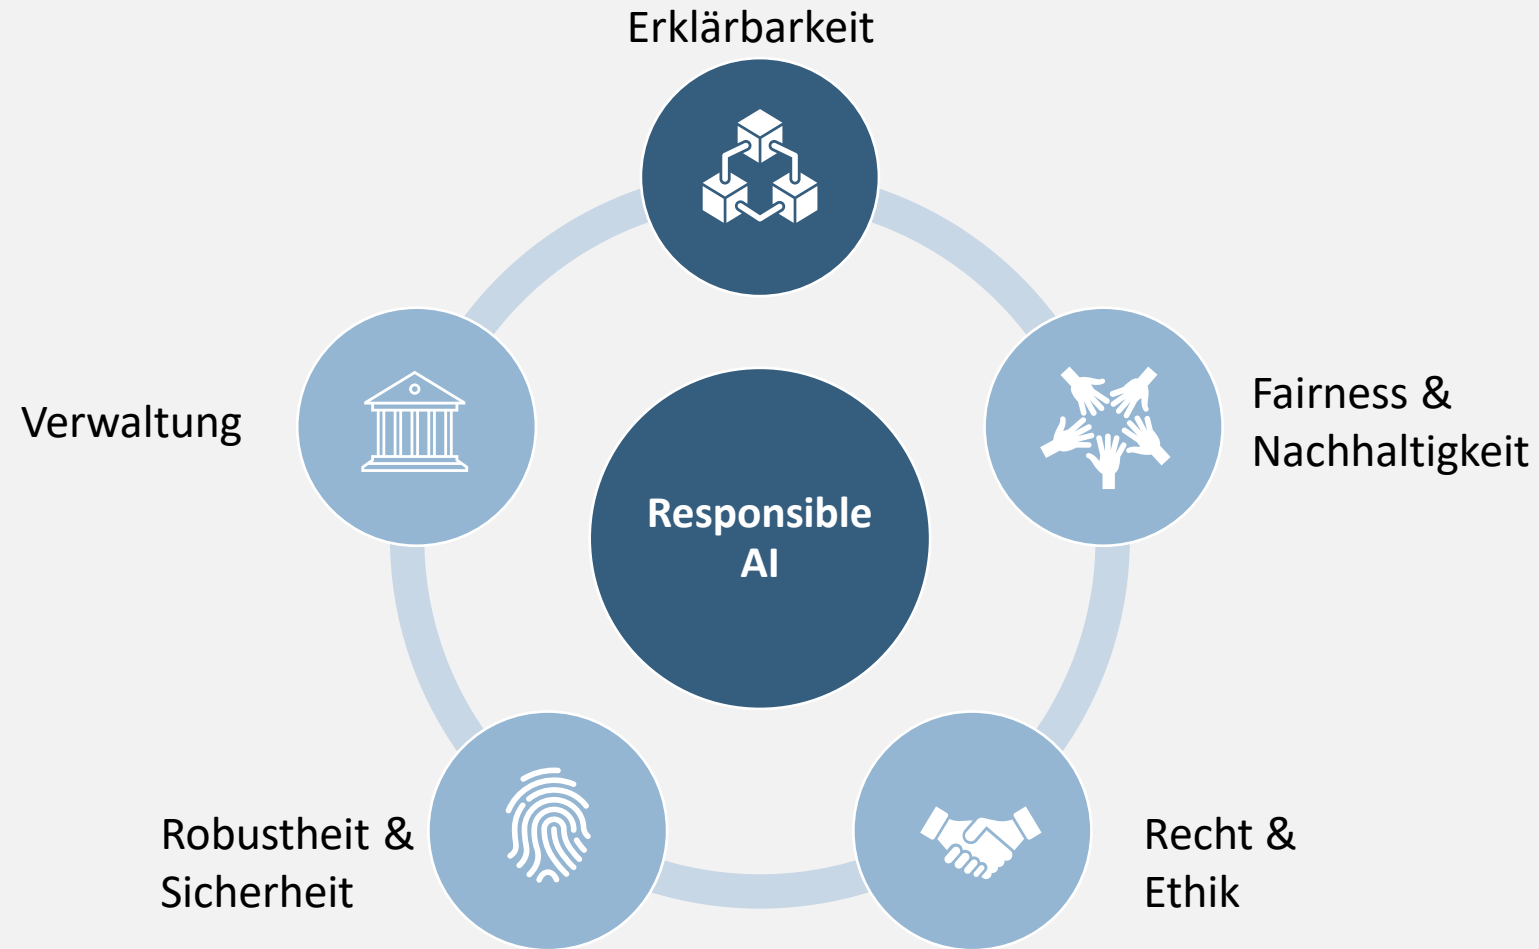 Erklärbarkeit
Fairness &
Nachhaltigkeit
Verwaltung
Responsible
AI
Robustheit &
Sicherheit
Recht &
Ethik